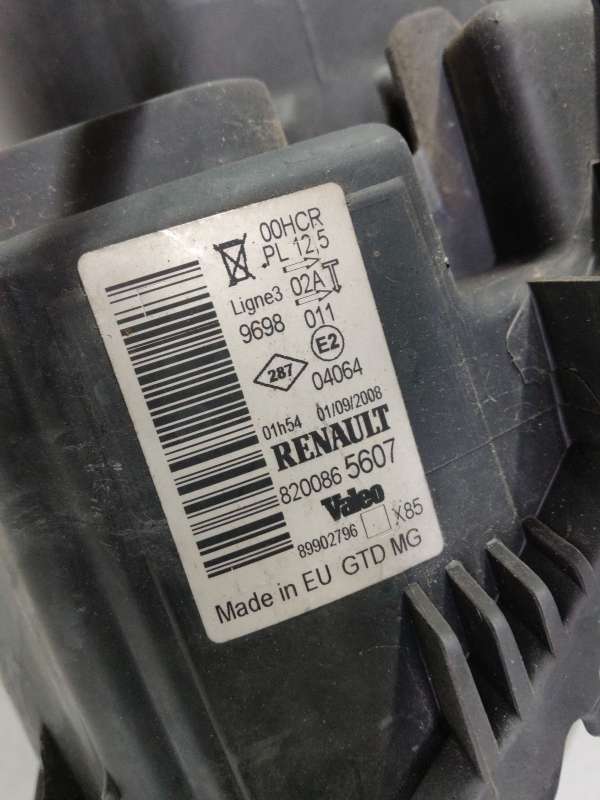 00HCR
PL 12,5
Ligne3 02A
9698 011
287 E2
04064
01h54 01/09/2008
RENAULT
820086 5607
Valeo
89902796 X85
Made in EU GTD MG